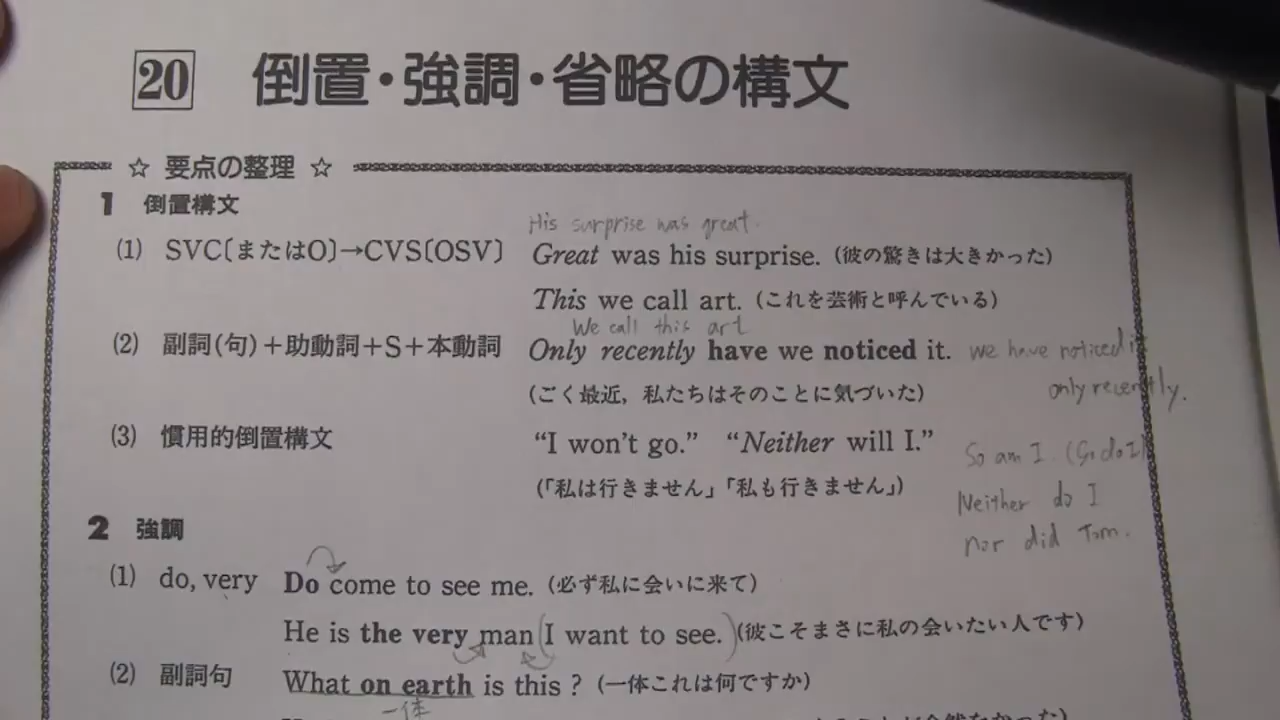 20 倒置・強調・省略の構文
☆ 要点の整理 ☆
1 倒置構文
His surprise was great.
(1) SVC〔またはO〕→CVS〔OSV〕 Great was his surprise. (彼の驚きは大きかった)
This we call art. (これを芸術と呼んでいる)
We call this art
(2) 副詞(句)+助動詞+S+本動詞 Only recently have we noticed it. we have noticed it
(ごく最近, 私たちはそのことに気づいた) only recently.
(3) 慣用的倒置構文 “I won't go.” “Neither will I.” So am I. (So do I)
(「私は行きません」「私も行きません」) Neither do I
nor did Tom.
2 強調
(1) do, very Do come to see me. (必ず私に会いに来て)
He is the very man (I want to see.) (彼こそまさに私の会いたい人です)
(2) 副詞句 What on earth is this ? (一体これは何ですか)
一体